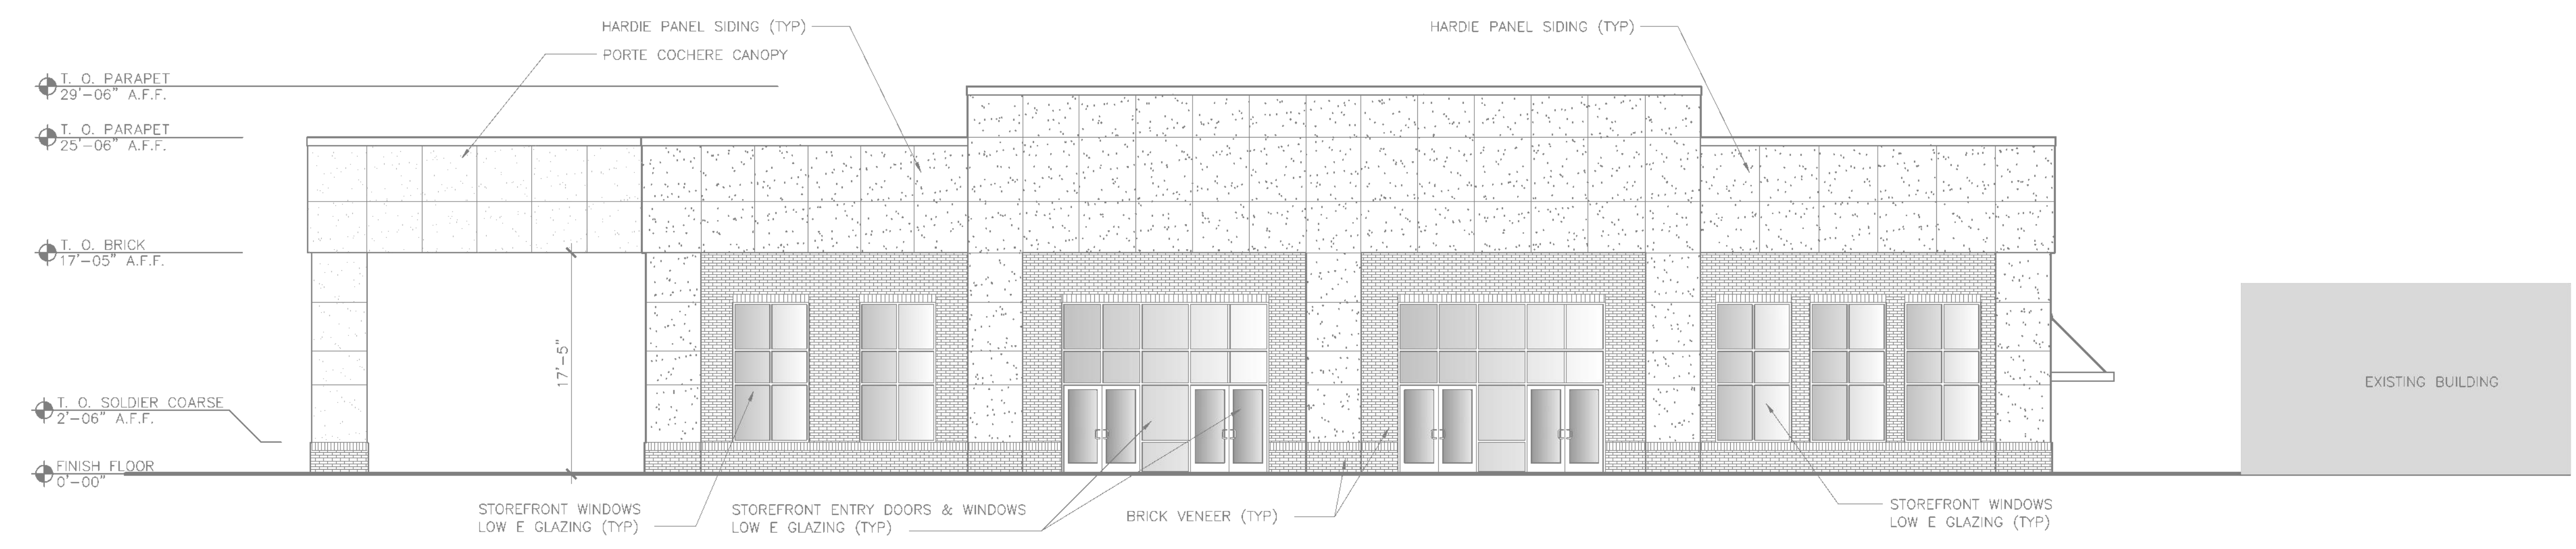 HARDIE PANEL SIDING (TYP)
PORTE COCHERE CANOPY
HARDIE PANEL SIDING (TYP)
T. O. PARAPET
29'-06" A.F.F.
T. O. PARAPET
25'-06" A.F.F.
T. O. BRICK
17'-05" A.F.F.
17'-5"
T. O. SOLDIER COARSE
2'-06" A.F.F.
FINISH FLOOR
0'-00"
EXISTING BUILDING
STOREFRONT WINDOWS
LOW E GLAZING (TYP)
STOREFRONT ENTRY DOORS & WINDOWS
LOW E GLAZING (TYP)
BRICK VENEER (TYP)
STOREFRONT WINDOWS
LOW E GLAZING (TYP)